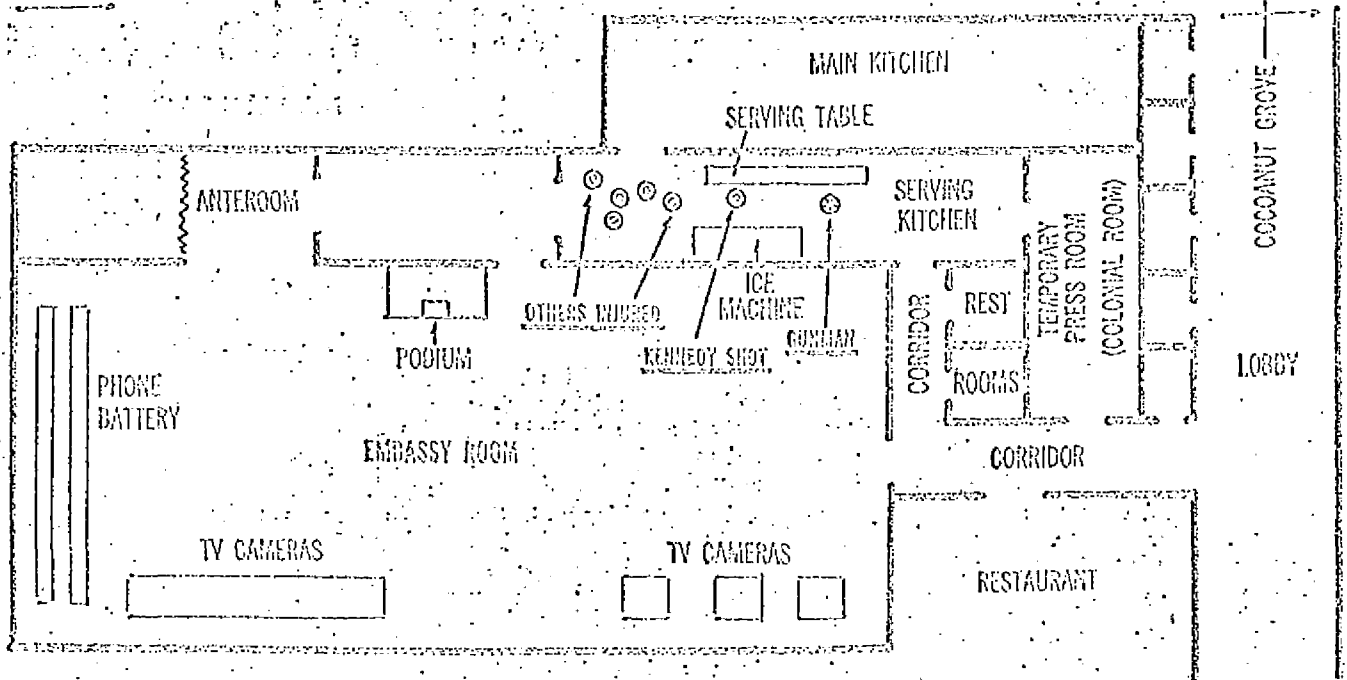 MAIN KITCHEN
COCOANUT GROVE
SERVING TABLE
ANTEROOM
SERVING
KITCHEN
TEMPORARY
PRESS ROOM
(COLONIAL ROOM)
OTHERS INJURED
ICE
MACHINE
REST
ROOMS
PODIUM
KENNEDY SHOT
GUNMAN
CORRIDOR
LOBBY
PHONE
BATTERY
EMBASSY ROOM
CORRIDOR
TV CAMERAS
TV CAMERAS
RESTAURANT